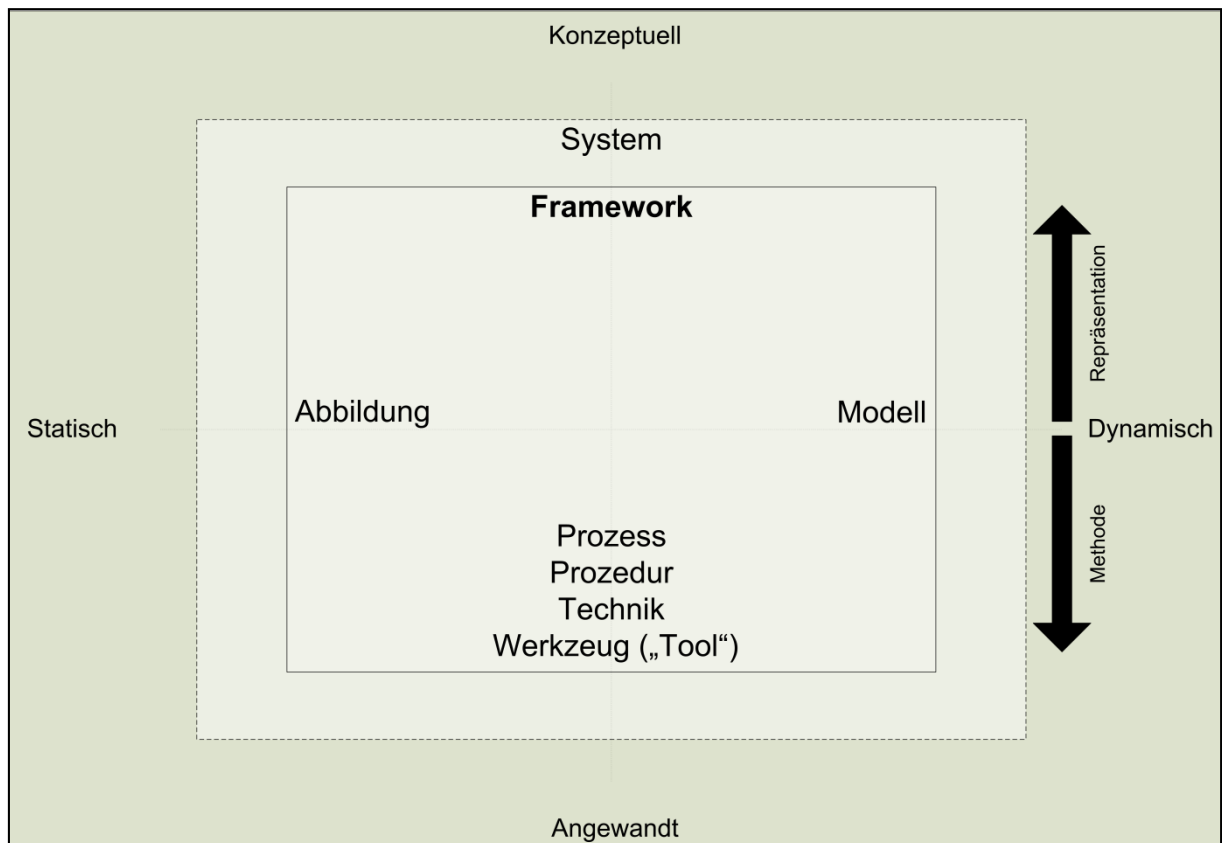 Konzeptuell
System
Framework
Repräsentation
Abbildung
Modell
Statisch
Dynamisch
Methode
Prozess
Prozedur
Technik
Werkzeug („Tool“)
Angewandt